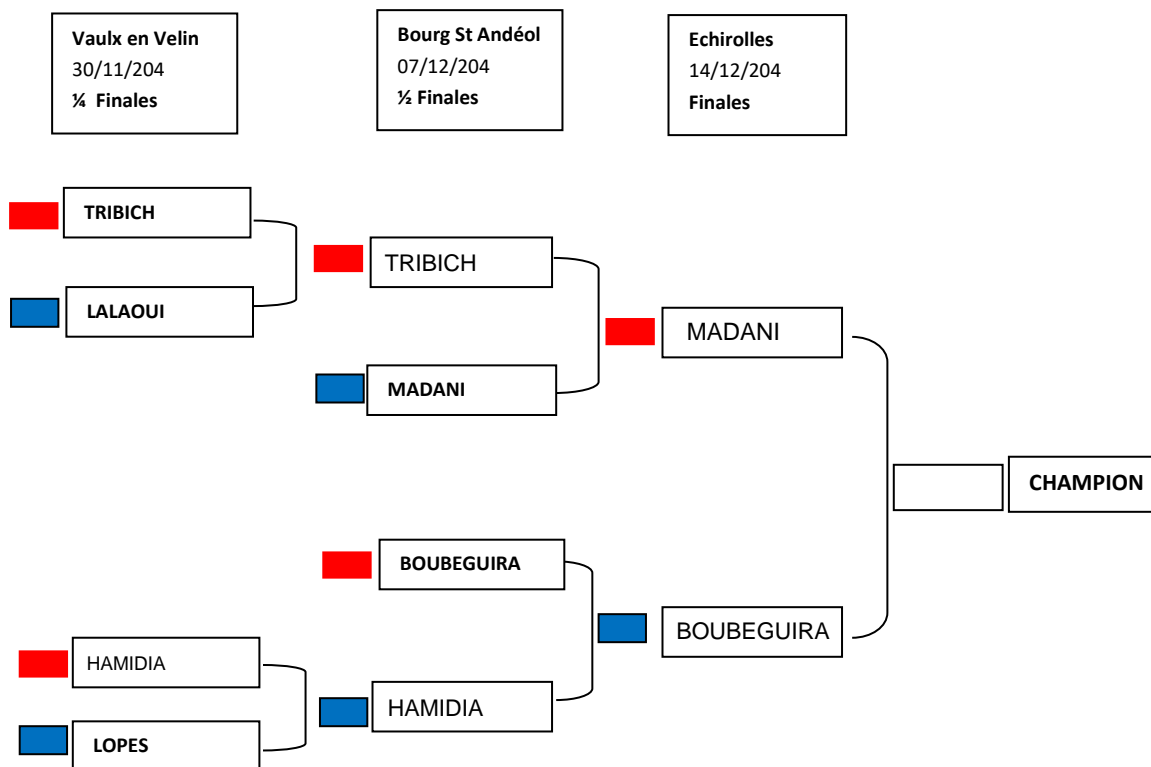 Vaulx en Velin
30/11/204
¼ Finales
Bourg St Andéol
07/12/204
½ Finales
Echirolles
14/12/204
Finales
TRIBICH
LALAOUI
TRIBICH
MADANI
MADANI
CHAMPION
BOUBEGUIRA
BOUBEGUIRA
HAMIDIA
HAMIDIA
LOPES